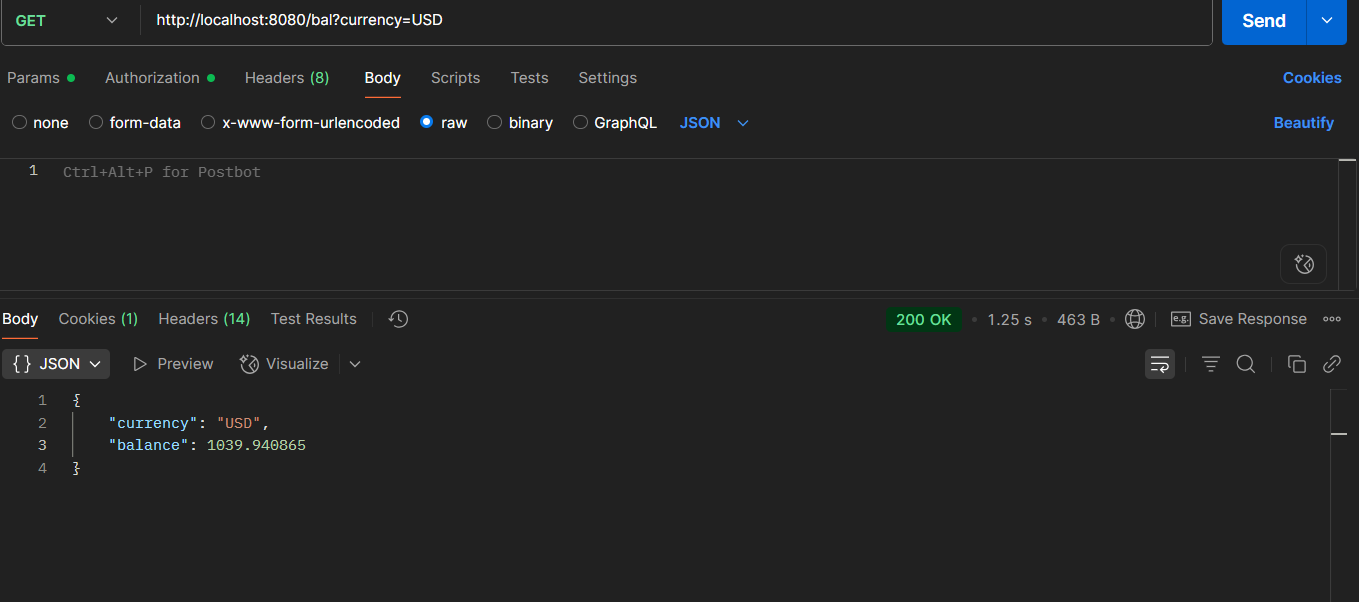 GET http://localhost:8080/bal?currency=USD Send
Params Authorization Headers (8) Body Scripts Tests Settings Cookies
none form-data x-www-form-urlencoded raw binary GraphQL JSON Beautify
1 Ctrl+Alt+P for Postbot
Body Cookies (1) Headers (14) Test Results 200 OK 1.25 s 463 B e.g. Save Response
{} JSON Preview Visualize
1 {
2 "currency": "USD",
3 "balance": 1039.940865
4 }